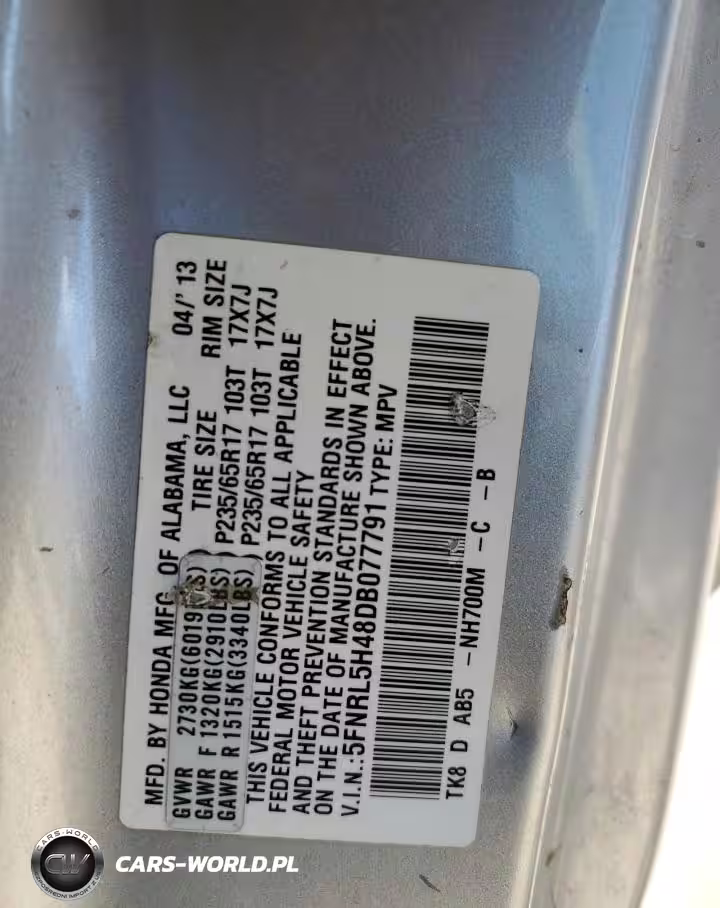 MFD. BY HONDA MFG. OF ALABAMA, LLC 04/' 13
GVWR 2730KG(6019LBS) TIRE SIZE RIM SIZE
GAWR F 1320KG(2910LBS) P235/65R17 103T 17X7J
GAWR R 1515KG(3340LBS) P235/65R17 103T 17X7J
THIS VEHICLE CONFORMS TO ALL APPLICABLE
FEDERAL MOTOR VEHICLE SAFETY
AND THEFT PREVENTION STANDARDS IN EFFECT
ON THE DATE OF MANUFACTURE SHOWN ABOVE.
V.I.N.:5FNRL5H48DB077791 TYPE: MPV
TK8 D AB5 -NH700M -C -B
CARS-WORLD
CW
CARS-WORLD.PL